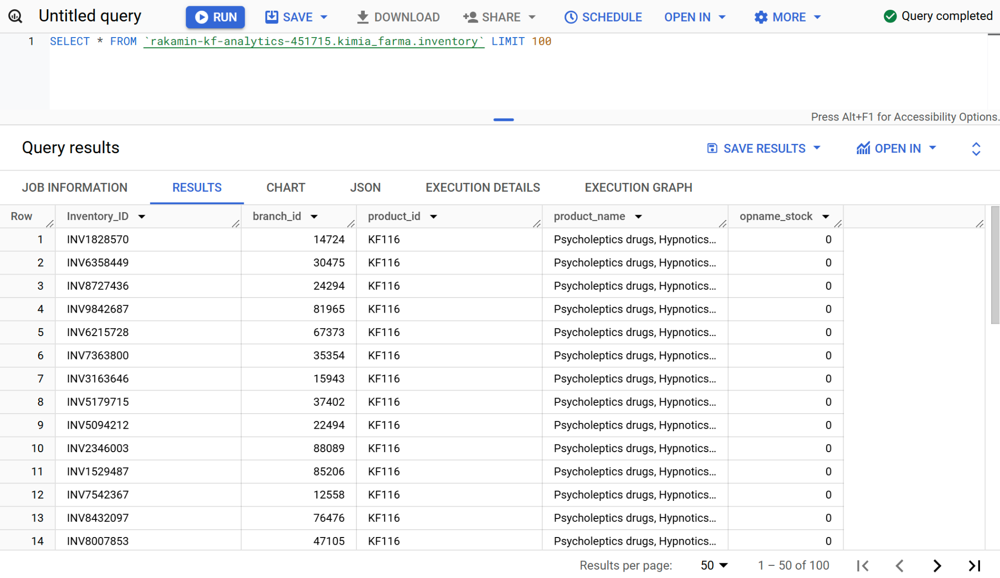 Untitled query RUN SAVE DOWNLOAD SHARE SCHEDULE OPEN IN MORE Query completed
1 SELECT * FROM `rakamin-kf-analytics-451715.kimia_farma.inventory` LIMIT 100
Press Alt+F1 for Accessibility Options.
Query results SAVE RESULTS OPEN IN
JOB INFORMATION RESULTS CHART JSON EXECUTION DETAILS EXECUTION GRAPH
Row Inventory_ID branch_id product_id product_name opname_stock
1 INV1828570 14724 KF116 Psycholeptics drugs, Hypnotics... 0
2 INV6358449 30475 KF116 Psycholeptics drugs, Hypnotics... 0
3 INV8727436 24294 KF116 Psycholeptics drugs, Hypnotics... 0
4 INV9842687 81965 KF116 Psycholeptics drugs, Hypnotics... 0
5 INV6215728 67373 KF116 Psycholeptics drugs, Hypnotics... 0
6 INV7363800 35354 KF116 Psycholeptics drugs, Hypnotics... 0
7 INV3163646 15943 KF116 Psycholeptics drugs, Hypnotics... 0
8 INV5179715 37402 KF116 Psycholeptics drugs, Hypnotics... 0
9 INV5094212 22494 KF116 Psycholeptics drugs, Hypnotics... 0
10 INV2346003 88089 KF116 Psycholeptics drugs, Hypnotics... 0
11 INV1529487 85206 KF116 Psycholeptics drugs, Hypnotics... 0
12 INV7542367 12558 KF116 Psycholeptics drugs, Hypnotics... 0
13 INV8432097 76476 KF116 Psycholeptics drugs, Hypnotics... 0
14 INV8007853 47105 KF116 Psycholeptics drugs, Hypnotics... 0
Results per page: 50 1 – 50 of 100